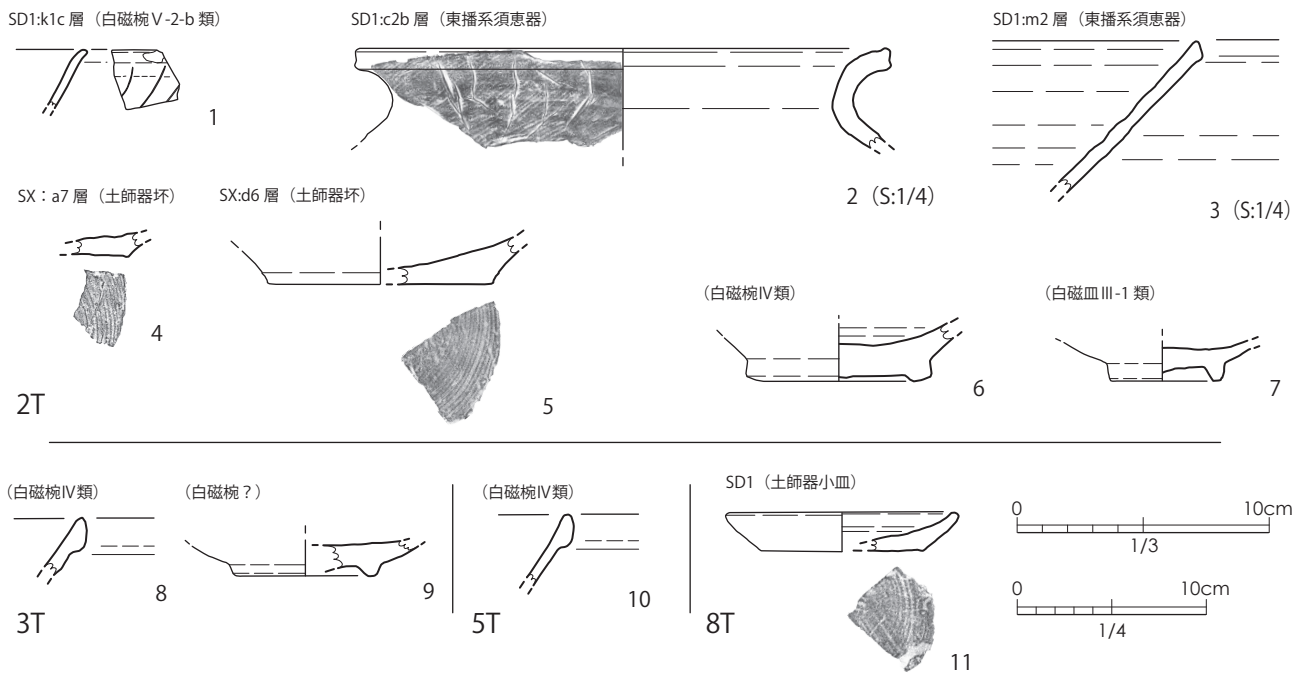 SD1:k1c 層（白磁椀Ⅴ-2-b 類）
1
SD1:c2b 層（東播系須恵器）
2（S:1/4）
SD1:m2 層（東播系須恵器）
3（S:1/4）
SX：a7 層（土師器坏）
4
SX:d6 層（土師器坏）
5
（白磁椀Ⅳ類）
6
（白磁皿Ⅲ-1 類）
7
2T
（白磁椀Ⅳ類）
8
（白磁椀？）
9
3T
（白磁椀Ⅳ類）
10
5T
SD1（土師器小皿）
11
8T
0 10cm
1/3
0 10cm
1/4